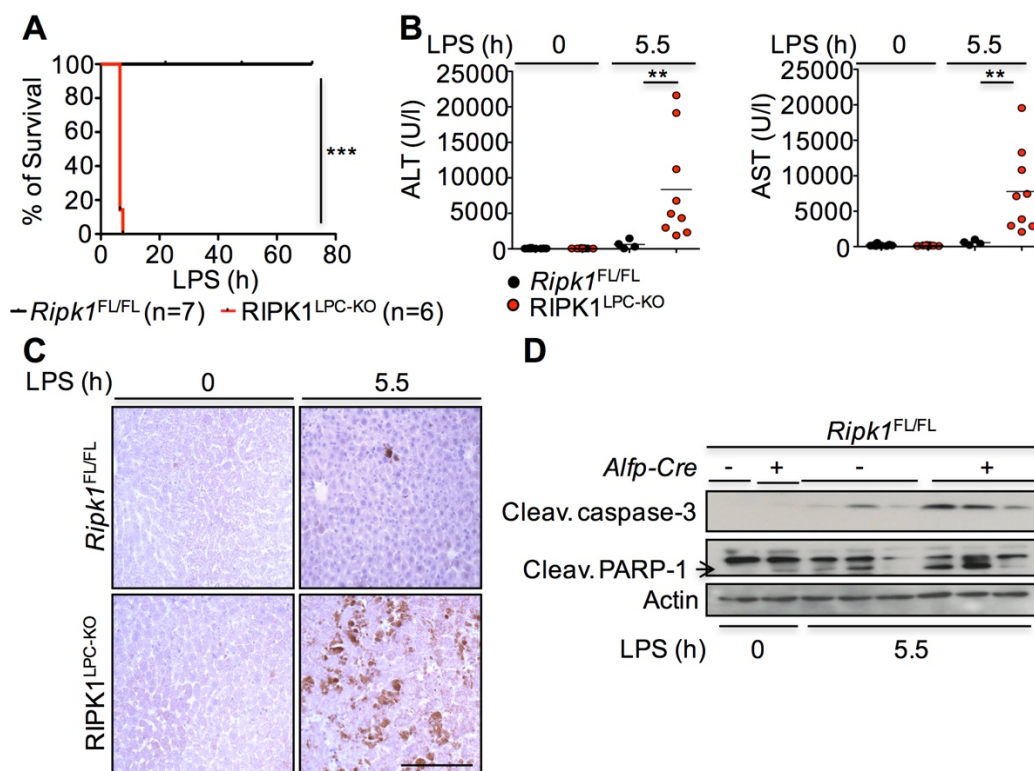 A
% of Survival
100
80
60
40
20
0
0 20 40 60 80
LPS (h)
***
Ripk1FL/FL (n=7) RIPK1LPC-KO (n=6)
B
LPS (h) 0 5.5
**
ALT (U/l)
25000
20000
15000
10000
5000
0
LPS (h) 0 5.5
**
AST (U/l)
25000
20000
15000
10000
5000
0
Ripk1FL/FL
RIPK1LPC-KO
C
LPS (h) 0 5.5
Ripk1FL/FL
RIPK1LPC-KO
D
Ripk1FL/FL
Alfp-Cre - + - +
Cleav. caspase-3
Cleav. PARP-1
Actin
LPS (h) 0 5.5